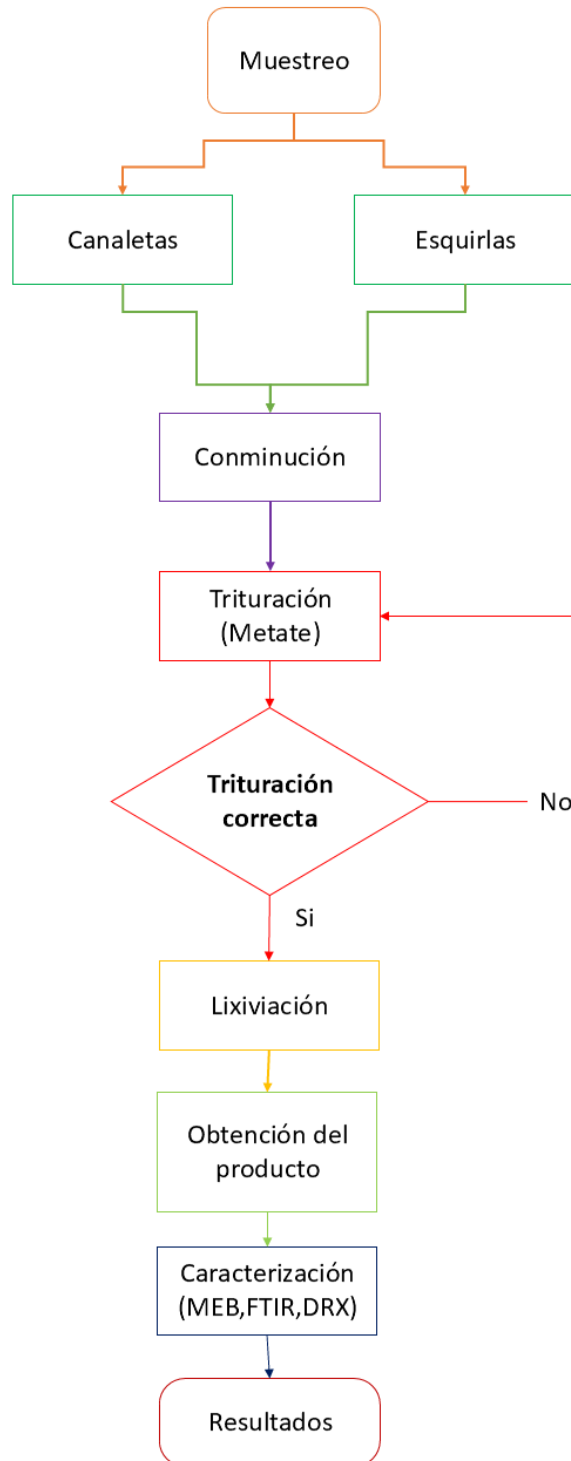 Muestreo
Canaletas
Esquirlas
Conminución
Trituración
(Metate)
Trituración
correcta
No
Si
Lixiviación
Obtención del
producto
Caracterización
(MEB,FTIR,DRX)
Resultados